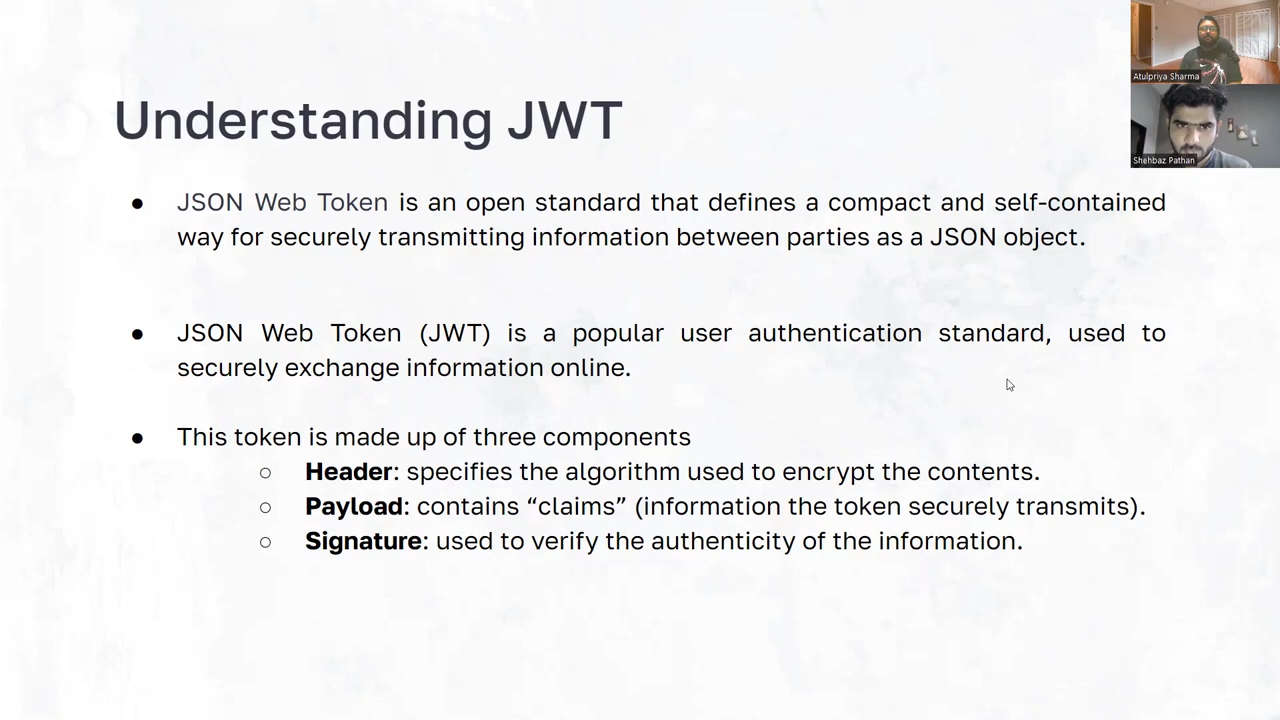 Understanding JWT
Atulpriya Sharma
Shehbaz Pathan
● JSON Web Token is an open standard that defines a compact and self-contained
way for securely transmitting information between parties as a JSON object.
● JSON Web Token (JWT) is a popular user authentication standard, used to
securely exchange information online.
● This token is made up of three components
○ Header: specifies the algorithm used to encrypt the contents.
○ Payload: contains “claims” (information the token securely transmits).
○ Signature: used to verify the authenticity of the information.